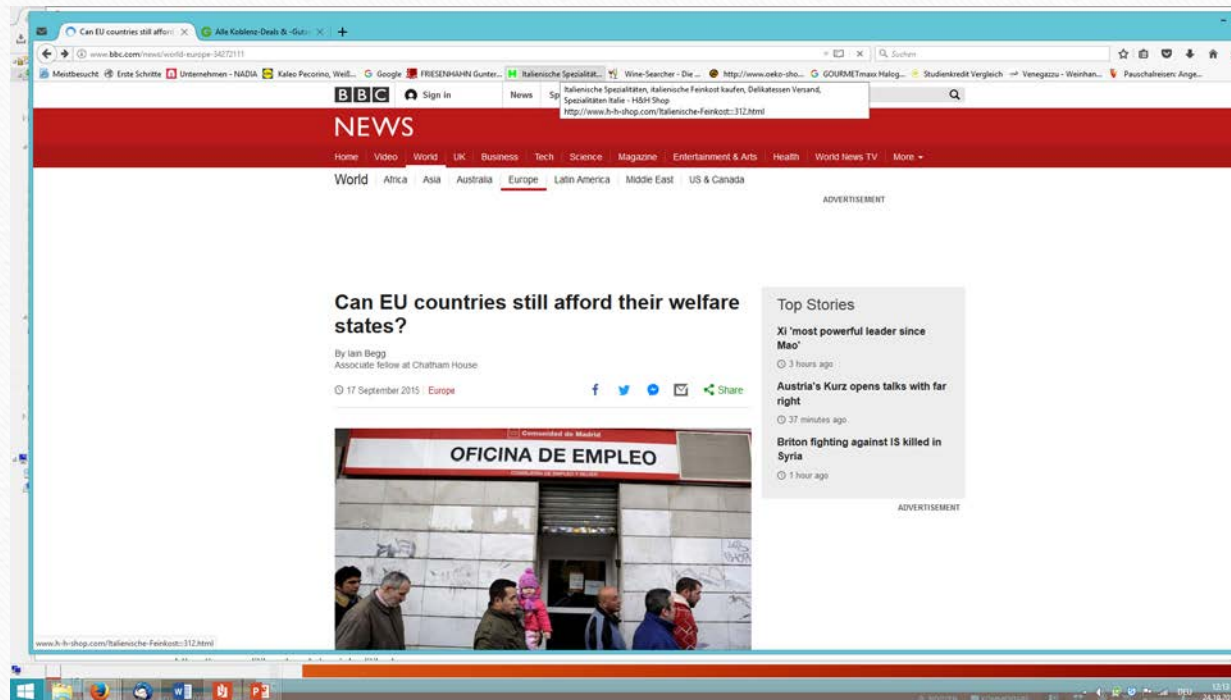 Can EU countries still afford
Alle Koblenz-Deals & -Gutsc
www.bbc.com/news/world-europe-34272111
Suchen
Meistbesucht Erste Schritte Unternehmen - NADIA Kaleo Pecorino, Weiß... Google FRIESENHAHN Gunter... Italienische Spezialität... Wine-Searcher - Die ... http://www.oeko-sho... GOURMETmaxx Halog... Studienkredit Vergleich Venegazzu - Weinhan... Pauschalreisen: Ange...
BBC Sign in News Sp
Italienische Spezialitäten, italienische Feinkost kaufen, Delikatessen Versand,
Spezialitäten Italie - H&H Shop
http://www.h-h-shop.com/Italienische-Feinkost:::312.html
NEWS
Home Video World UK Business Tech Science Magazine Entertainment & Arts Health World News TV More
World Africa Asia Australia Europe Latin America Middle East US & Canada
ADVERTISEMENT
Can EU countries still afford their welfare
states?
By Iain Begg
Associate fellow at Chatham House
17 September 2015 Europe
Share
Top Stories
Xi 'most powerful leader since
Mao'
3 hours ago
Austria's Kurz opens talks with far
right
37 minutes ago
Briton fighting against IS killed in
Syria
1 hour ago
ADVERTISEMENT
Comunidad de Madrid
OFICINA DE EMPLEO
www.h-h-shop.com/Italienische-Feinkost:::312.html
DEU